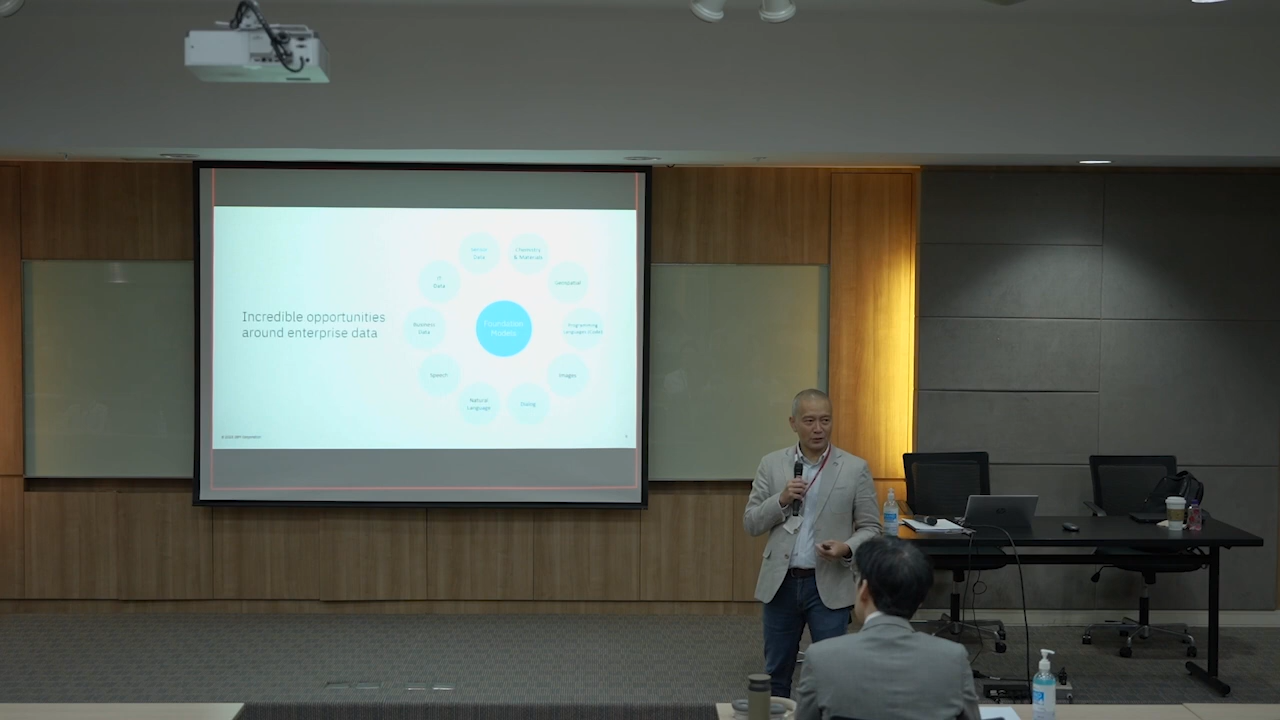 Incredible opportunities
around enterprise data
Sensor
Data
Chemistry
& Materials
IT
Data
Geospatial
Business
Data
Foundation
Models
Programming
Languages (Code)
Speech
Images
Natural
Language
Dialog